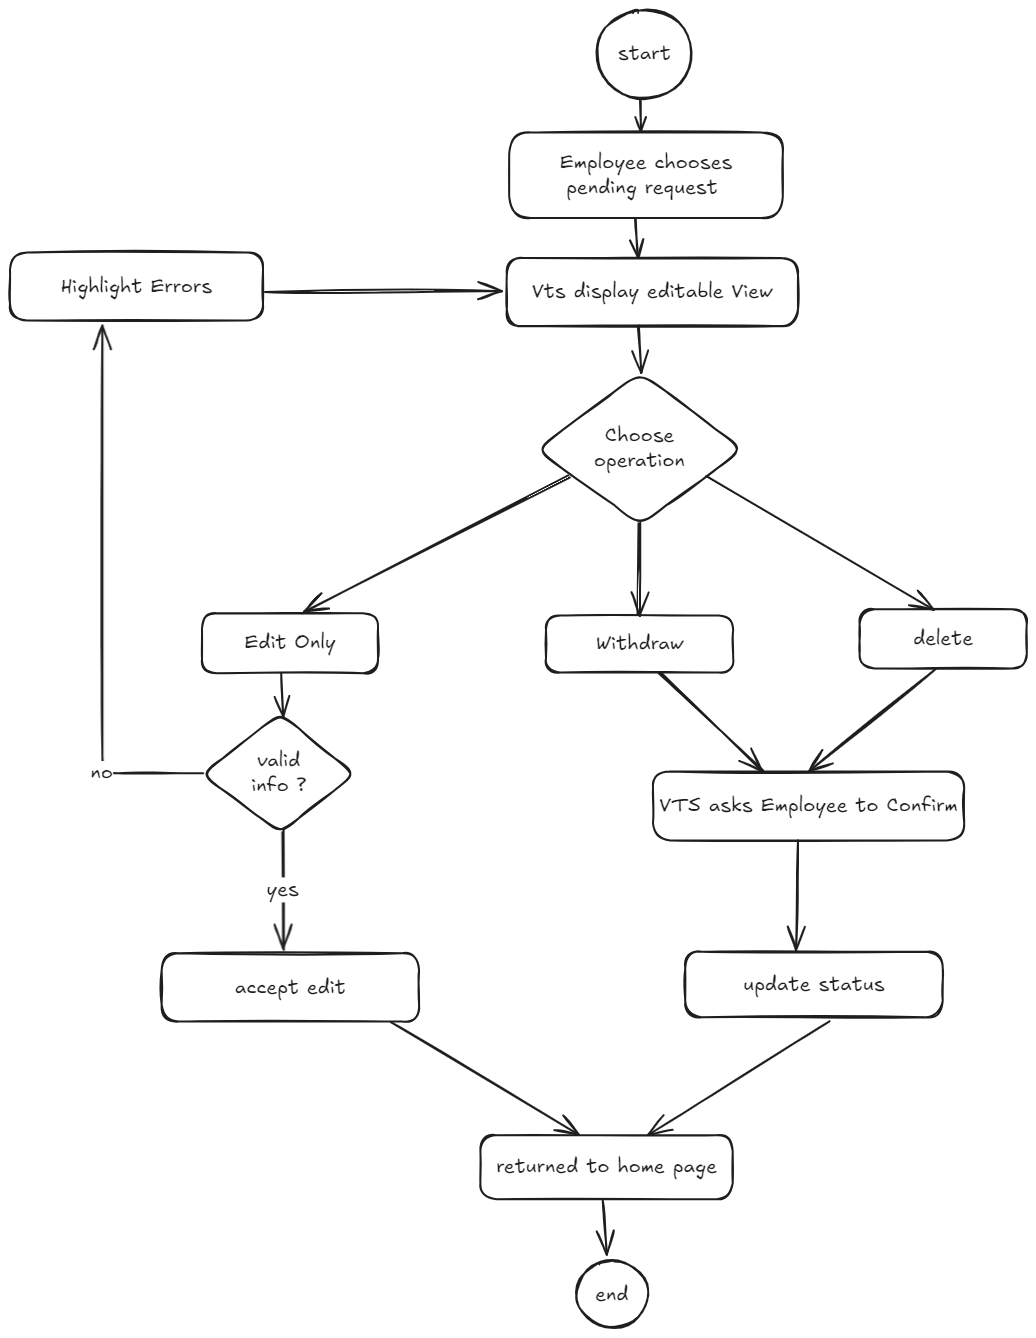 start
Employee chooses
pending request
Highlight Errors
Vts display editable View
Choose
operation
Edit Only
Withdraw
delete
valid
info ?
no
VTS asks Employee to Confirm
yes
accept edit
update status
returned to home page
end